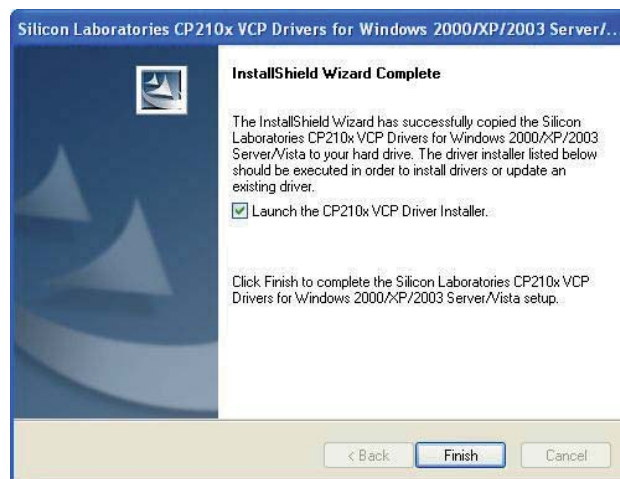 Silicon Laboratories CP210x VCP Drivers for Windows 2000/XP/2003 Server/...
InstallShield Wizard Complete
The InstallShield Wizard has successfully copied the Silicon
Laboratories CP210x VCP Drivers for Windows 2000/XP/2003
Server/Vista to your hard drive. The driver installer listed below
should be executed in order to install drivers or update an
existing driver.
Launch the CP210x VCP Driver Installer.
Click Finish to complete the Silicon Laboratories CP210x VCP
Drivers for Windows 2000/XP/2003 Server/Vista setup.
< Back Finish Cancel